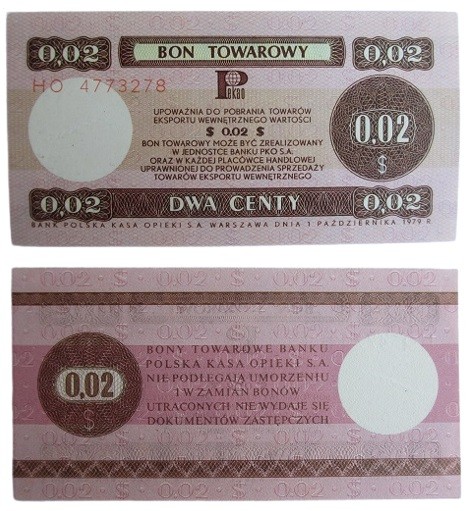 0,02 BON TOWAROWY 0,02
HO 4773278
PEKAO
UPOWAŻNIA DO POBRANIA TOWARÓW
EKSPORTU WEWNĘTRZNEGO WARTOŚCI
$ 0.02 $
BON TOWAROWY MOŻE BYĆ ZREALIZOWANY
W JEDNOSTCE BANKU PKO S.A.
ORAZ W KAŻDEJ PLACÓWCE HANDLOWEJ
UPRAWNIONEJ DO PROWADZENIA SPRZEDAŻY
TOWARÓW EKSPORTU WEWNĘTRZNEGO
0,02
$
0,02 DWA CENTY 0,02
BANK POLSKA KASA OPIEKI S.A. WARSZAWA DNIA 1 PAŹDZIERNIKA 1979 R
BONY TOWAROWE BANKU
POLSKA KASA OPIEKI S.A.
NIE PODLEGAJĄ UMORZENIU
I W ZAMIAN BONÓW
UTRACONYCH NIE WYDAJE SIĘ
DOKUMENTÓW ZASTĘPCZYCH
0.02
$